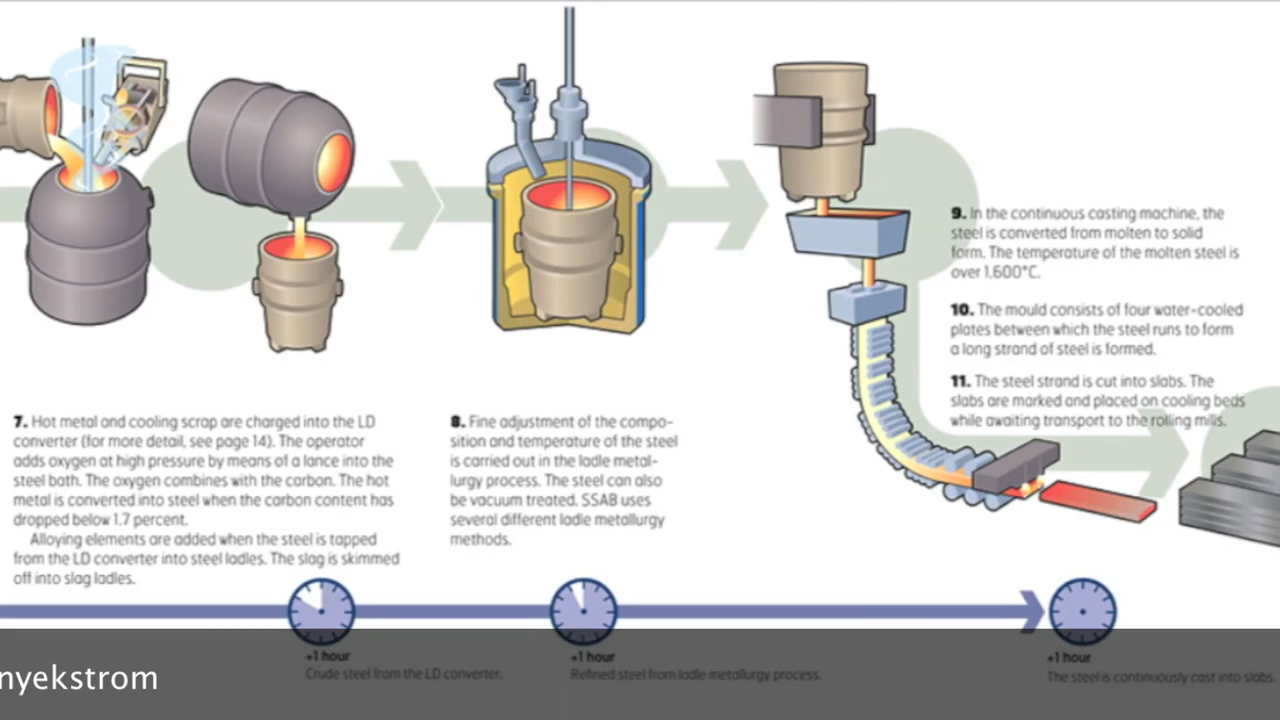 7. Hot metal and cooling scrap are charged into the LD
converter (for more detail, see page 14). The operator
adds oxygen at high pressure by means of a lance into the
steel bath. The oxygen combines with the carbon. The hot
metal is converted into steel when the carbon content has
dropped below 1.7 percent.
Alloying elements are added when the steel is tapped
from the LD converter into steel ladles. The slag is skimmed
off into slag ladles.
8. Fine adjustment of the compo-
sition and temperature of the steel
is carried out in the ladle metal-
lurgy process. The steel can also
be vacuum treated. SSAB uses
several different ladle metallurgy
methods.
9. In the continuous casting machine, the
steel is converted from molten to solid
form. The temperature of the molten steel is
over 1,600°C.
10. The mould consists of four water-cooled
plates between which the steel runs to form
a long strand of steel is formed.
11. The steel strand is cut into slabs. The
slabs are marked and placed on cooling beds
while awaiting transport to the rolling mills.
+1 hour
Crude steel from the LD converter.
+1 hour
Refined steel from ladle metallurgy process.
+1 hour
The steel is continuously cast into slabs.
nyekstrom